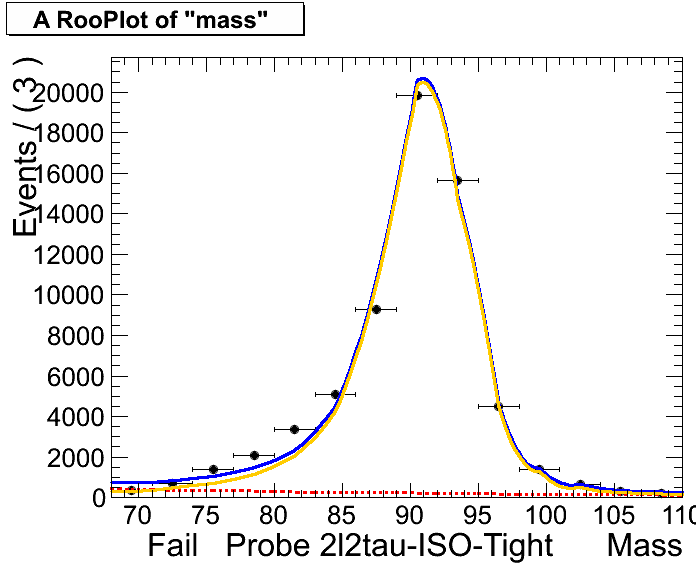 A RooPlot of "mass"
Events / ( 3 )
20000
18000
16000
14000
12000
10000
8000
6000
4000
2000
0
70 75 80 85 90 95 100 105 110
Fail Probe 2l2tau-ISO-Tight Mass